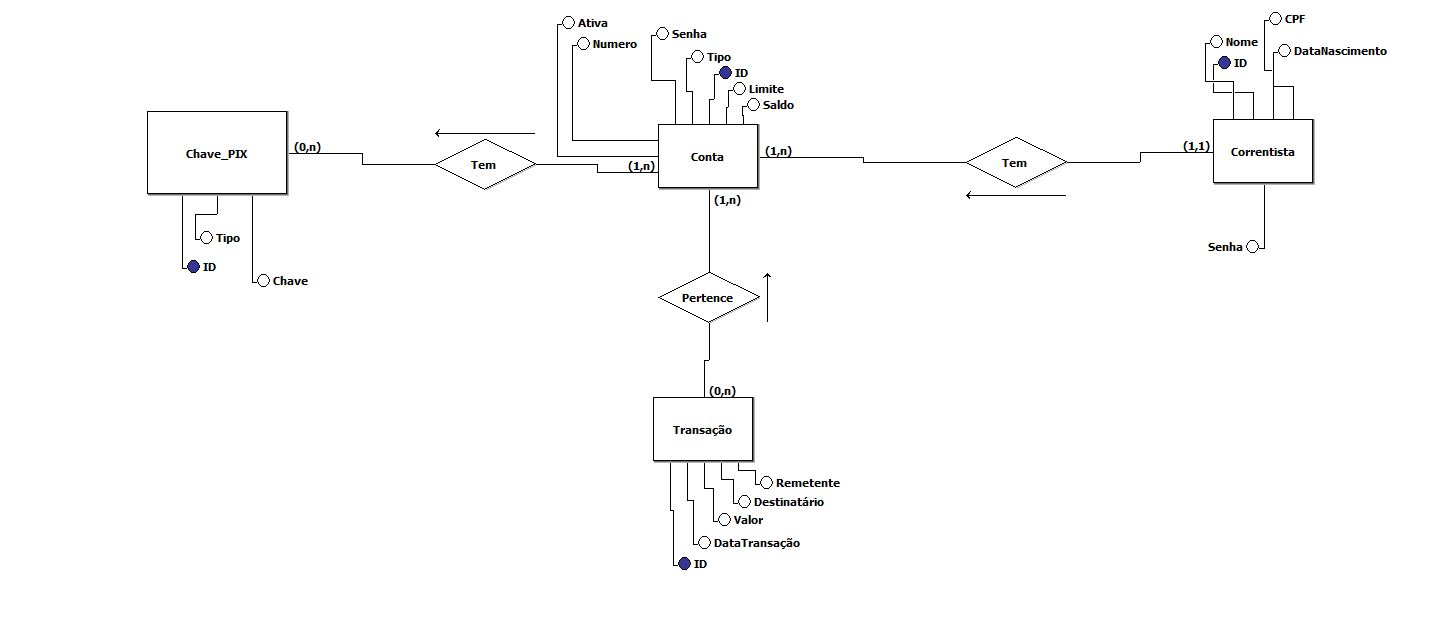 Ativa
Numero
Senha
Tipo
ID
Limite
Saldo
CPF
Nome
DataNascimento
ID
Chave_PIX
(0,n)
Tem
(1,n)
Conta
(1,n)
Tem
(1,1)
Correntista
(1,n)
Tipo
ID
Chave
Senha
Pertence
(0,n)
Transação
Remetente
Destinatário
Valor
DataTransação
ID